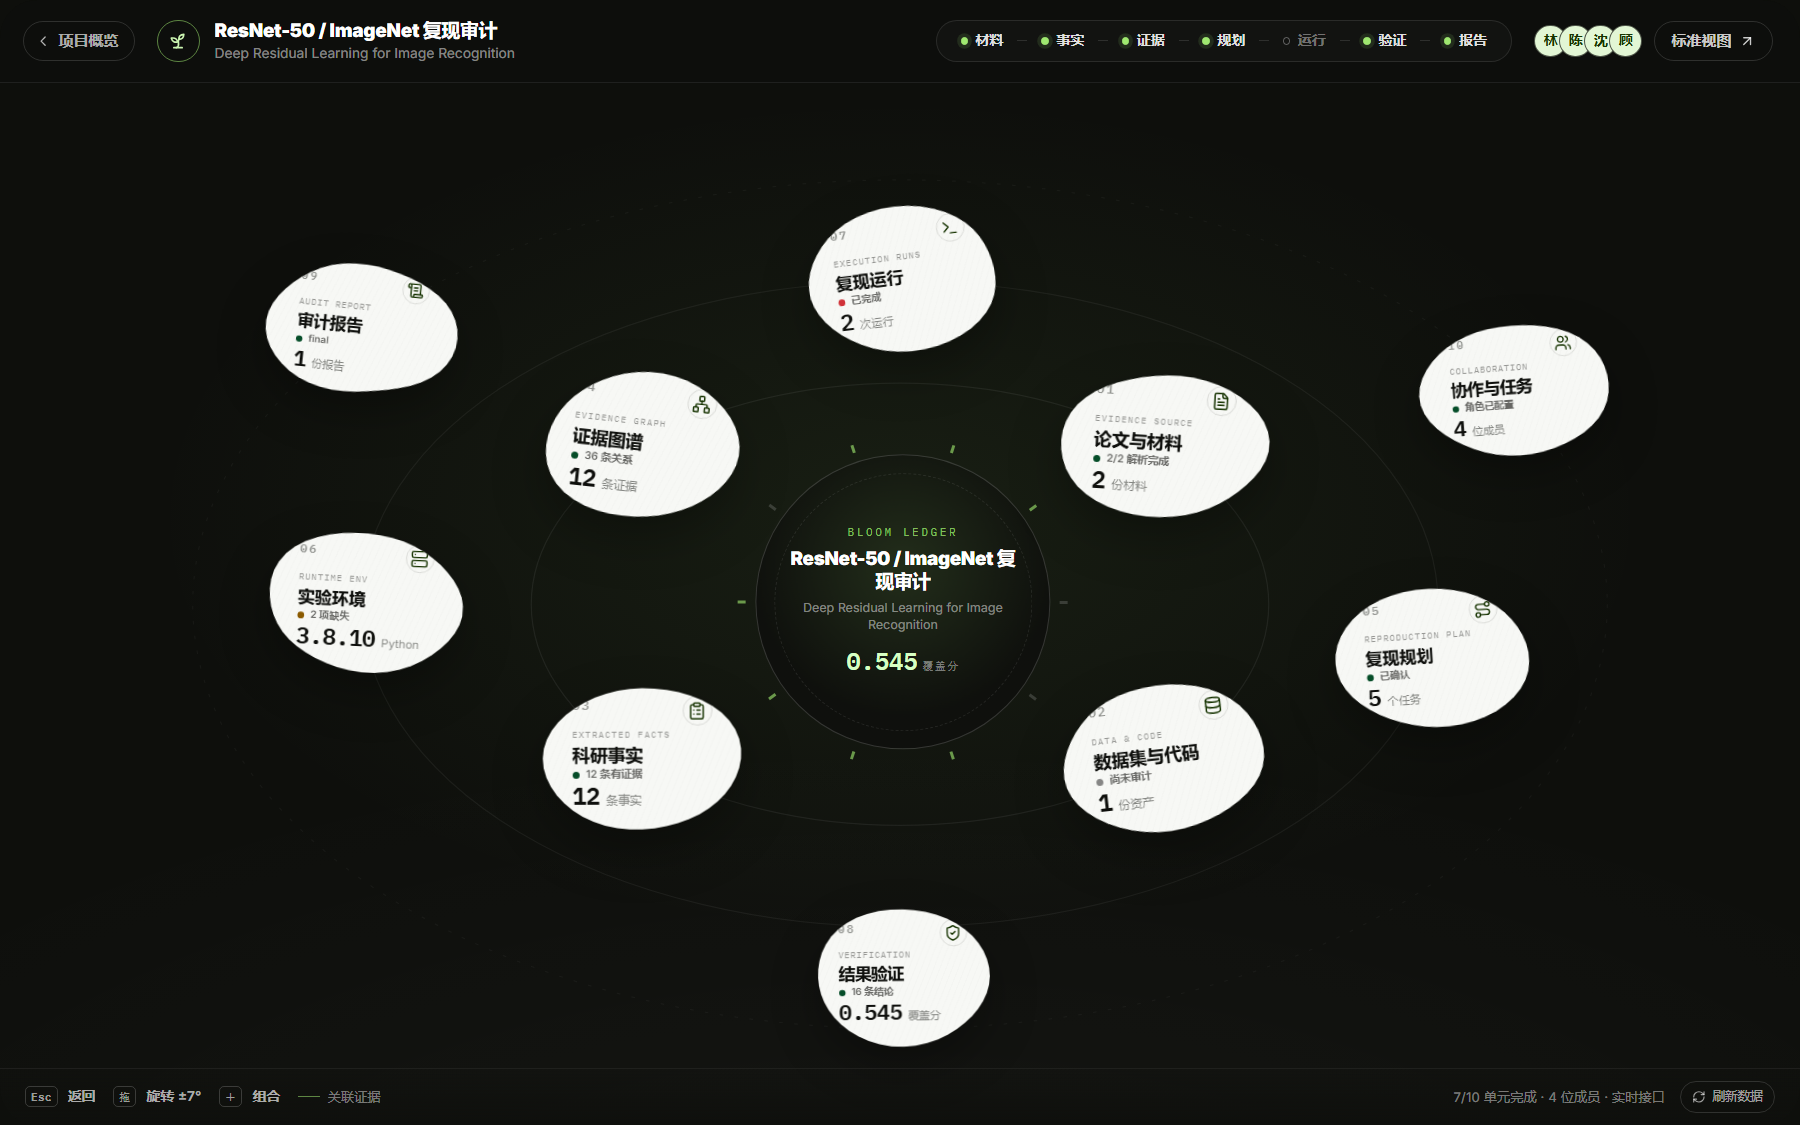 项目概览
ResNet-50 / ImageNet 复现审计
Deep Residual Learning for Image Recognition
材料 事实 证据 规划 运行 验证 报告
林 陈 沈 顾
标准视图
07
EXECUTION RUNS
复现运行
已完成
2 次运行
09
AUDIT REPORT
审计报告
final
1 份报告
10
COLLABORATION
协作与任务
角色已配置
4 位成员
4
EVIDENCE GRAPH
证据图谱
36 条关系
12 条证据
01
EVIDENCE SOURCE
论文与材料
2/2 解析完成
2 份材料
BLOOM LEDGER
ResNet-50 / ImageNet 复
现审计
Deep Residual Learning for Image
Recognition
0.545 覆盖分
06
RUNTIME ENV
实验环境
2 项缺失
3.8.10 Python
05
REPRODUCTION PLAN
复现规划
已确认
5 个任务
03
EXTRACTED FACTS
科研事实
12 条有证据
12 条事实
02
DATA & CODE
数据集与代码
尚未审计
1 份资产
08
VERIFICATION
结果验证
16 条结论
0.545 覆盖分
Esc 返回 拖 旋转 ±7° + 组合 关联证据
7/10 单元完成 · 4 位成员 · 实时接口
刷新数据